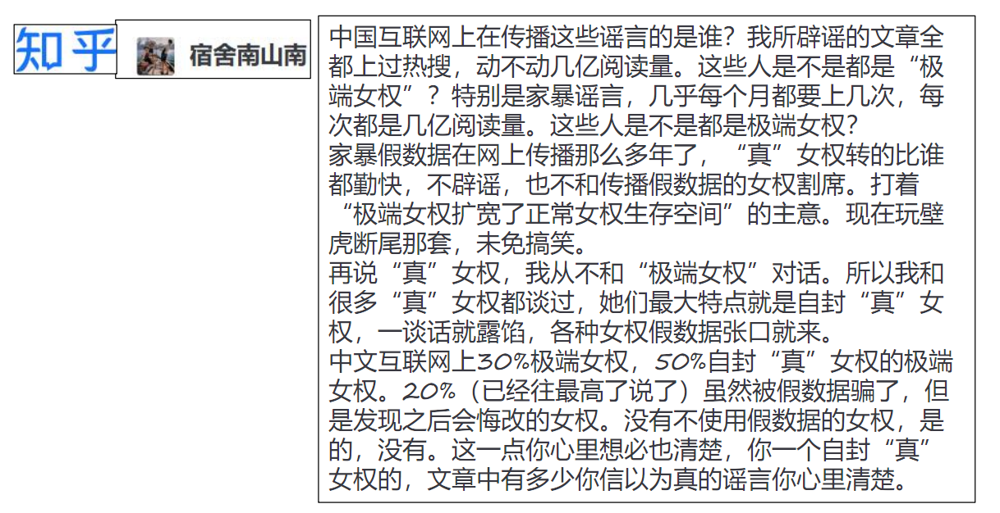 知乎
宿舍南山南
中国互联网上在传播这些谣言的是谁？我所辟谣的文章全
都上过热搜，动不动几亿阅读量。这些人是不是都是“极
端女权”？特别是家暴谣言，几乎每个月都要上几次，每
次都是几亿阅读量。这些人是不是都是极端女权？
家暴假数据在网上传播那么多年了，“真”女权转的比谁
都勤快，不辟谣，也不和传播假数据的女权割席。打着
“极端女权扩宽了正常女权生存空间”的主意。现在玩壁
虎断尾那套，未免搞笑。
再说“真”女权，我从不和“极端女权”对话。所以我和
很多“真”女权都谈过，她们最大特点就是自封“真”女
权，一谈话就露馅，各种女权假数据张口就来。
中文互联网上30%极端女权，50%自封“真”女权的极端
女权。20%（已经往最高了说了）虽然被假数据骗了，但
是发现之后会悔改的女权。没有不使用假数据的女权，是
的，没有。这一点你心里想必也清楚，你一个自封“真”
女权的，文章中有多少你信以为真的谣言你心里清楚。